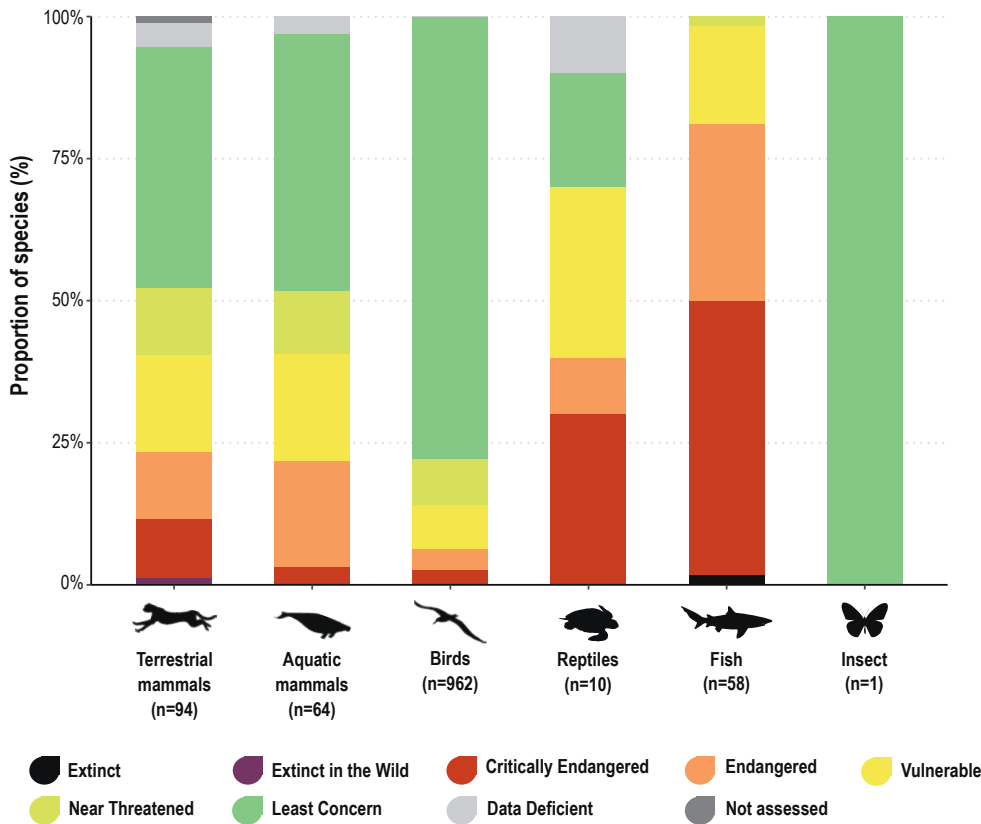 Proportion of species (%)
100%
75%
50%
25%
0%
Terrestrial
mammals
(n=94)
Aquatic
mammals
(n=64)
Birds
(n=962)
Reptiles
(n=10)
Fish
(n=58)
Insect
(n=1)
Extinct
Extinct in the Wild
Critically Endangered
Endangered
Vulnerable
Near Threatened
Least Concern
Data Deficient
Not assessed